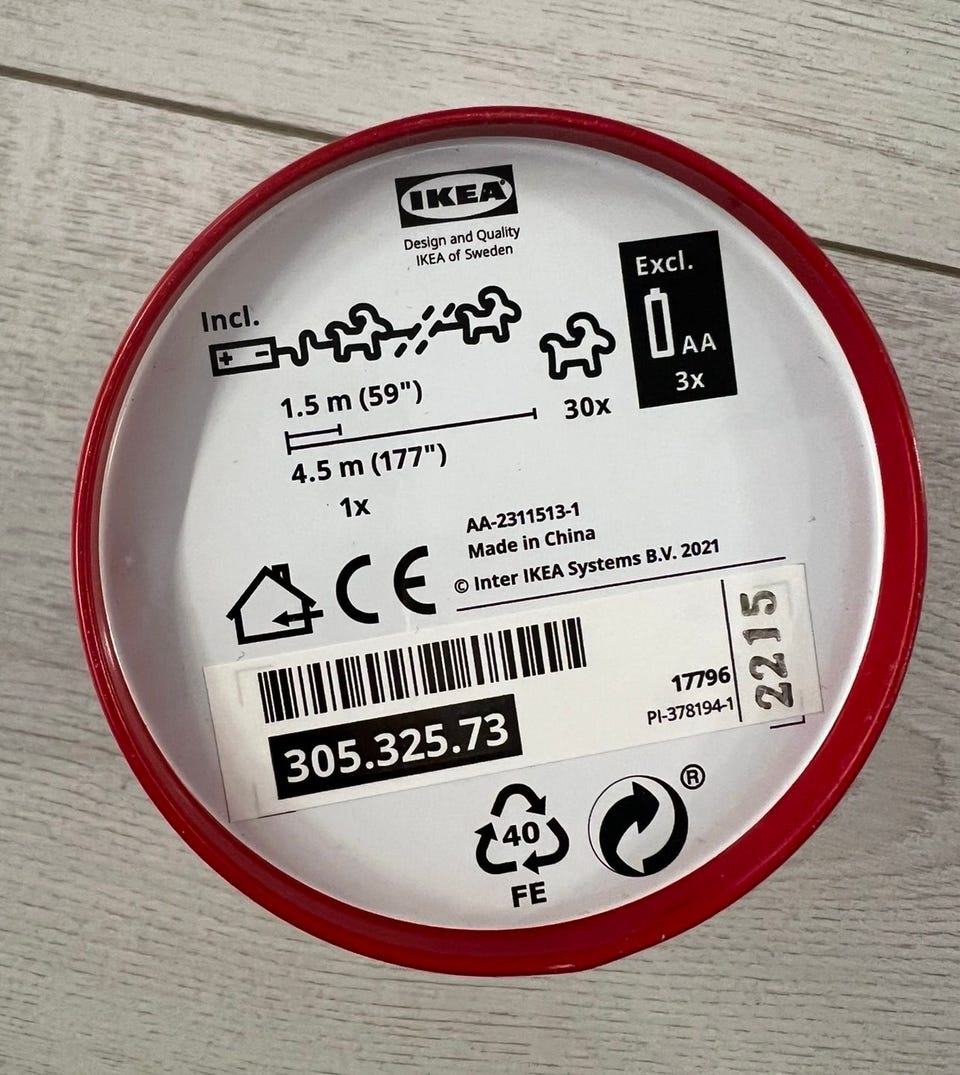 IKEA®
Design and Quality
IKEA of Sweden
Incl.
+ -
Excl.
AA
3x
30x
1.5 m (59")
4.5 m (177")
1x
AA-2311513-1
Made in China
© Inter IKEA Systems B.V. 2021
CE
305.325.73
17796
PI-378194-1
2215
40
FE
®